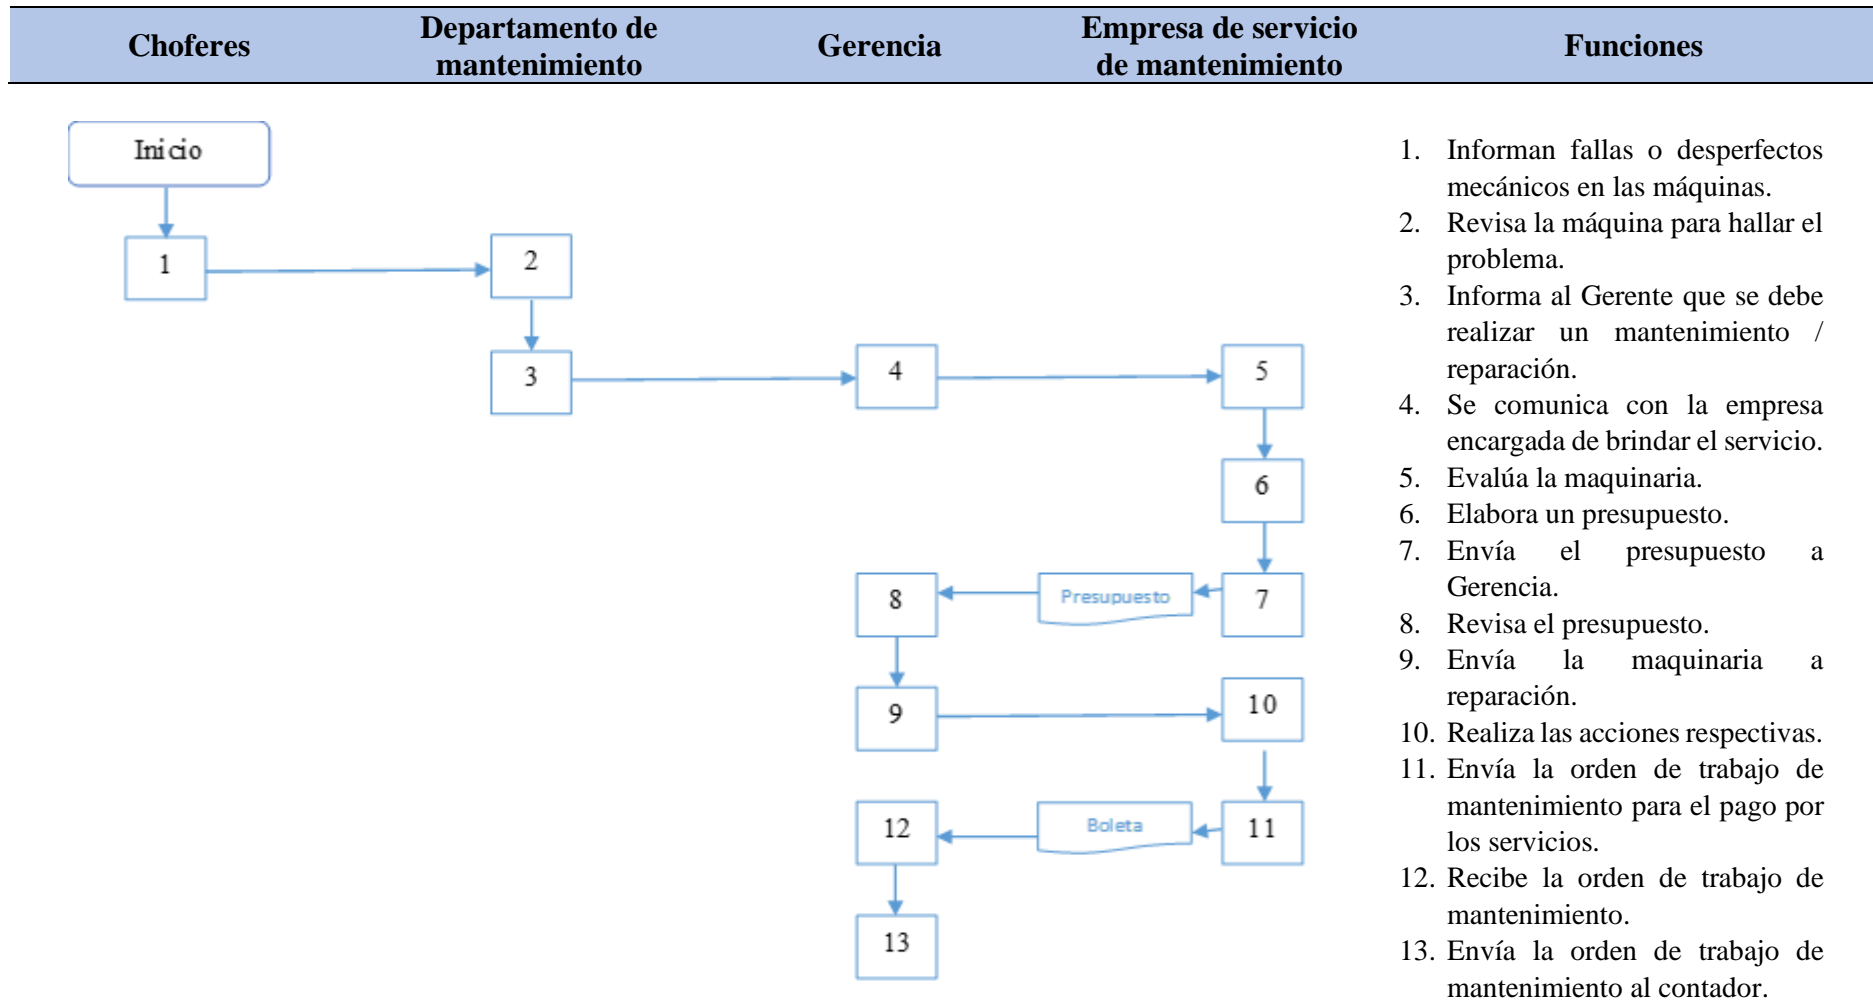 Choferes
Departamento de
mantenimiento
Gerencia
Empresa de servicio
de mantenimiento
Funciones
Inicio
1
2
3
4
5
6
7
Presupuesto
8
9
10
11
Boleta
12
13
1. Informan fallas o desperfectos
mecánicos en las máquinas.
2. Revisa la máquina para hallar el
problema.
3. Informa al Gerente que se debe
realizar un mantenimiento /
reparación.
4. Se comunica con la empresa
encargada de brindar el servicio.
5. Evalúa la maquinaria.
6. Elabora un presupuesto.
7. Envía el presupuesto a
Gerencia.
8. Revisa el presupuesto.
9. Envía la maquinaria a
reparación.
10. Realiza las acciones respectivas.
11. Envía la orden de trabajo de
mantenimiento para el pago por
los servicios.
12. Recibe la orden de trabajo de
mantenimiento.
13. Envía la orden de trabajo de
mantenimiento al contador.